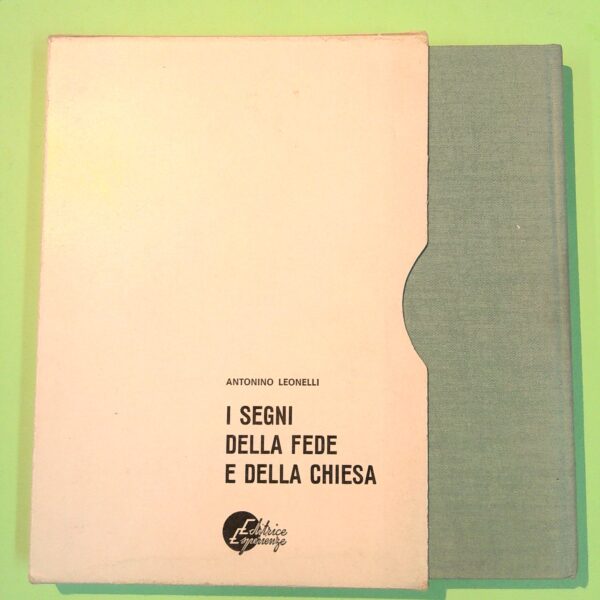 ANTONINO LEONELLI
I SEGNI
DELLA FEDE
E DELLA CHIESA
Editrice
Esperienze